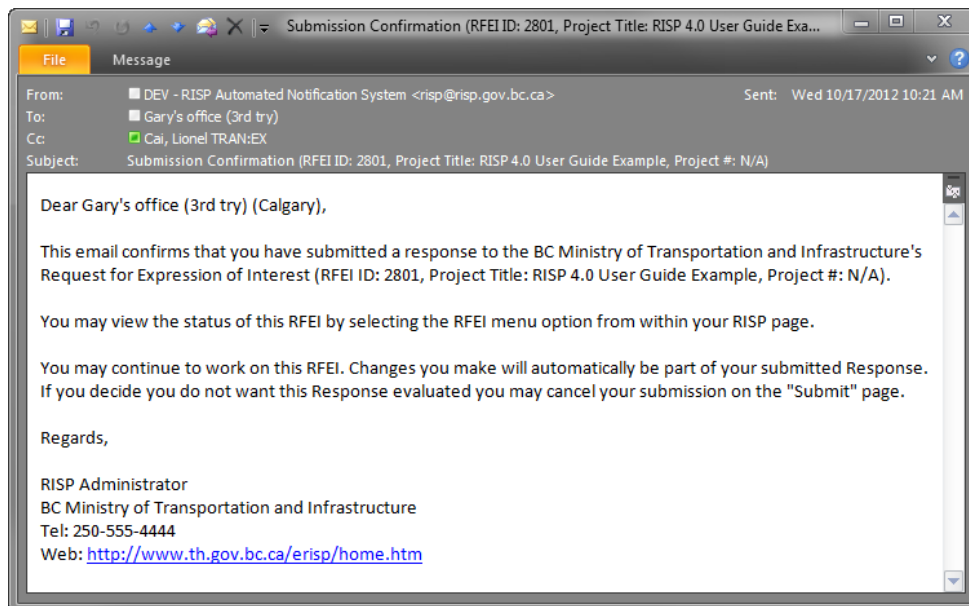 Submission Confirmation (RFEI ID: 2801, Project Title: RISP 4.0 User Guide Exa...
File Message
From: DEV - RISP Automated Notification System <risp@risp.gov.bc.ca> Sent: Wed 10/17/2012 10:21 AM
To: Gary's office (3rd try)
Cc: Cai, Lionel TRAN:EX
Subject: Submission Confirmation (RFEI ID: 2801, Project Title: RISP 4.0 User Guide Example, Project #: N/A)
Dear Gary's office (3rd try) (Calgary),
This email confirms that you have submitted a response to the BC Ministry of Transportation and Infrastructure's
Request for Expression of Interest (RFEI ID: 2801, Project Title: RISP 4.0 User Guide Example, Project #: N/A).
You may view the status of this RFEI by selecting the RFEI menu option from within your RISP page.
You may continue to work on this RFEI. Changes you make will automatically be part of your submitted Response.
If you decide you do not want this Response evaluated you may cancel your submission on the "Submit" page.
Regards,
RISP Administrator
BC Ministry of Transportation and Infrastructure
Tel: 250-555-4444
Web: http://www.th.gov.bc.ca/erisp/home.htm